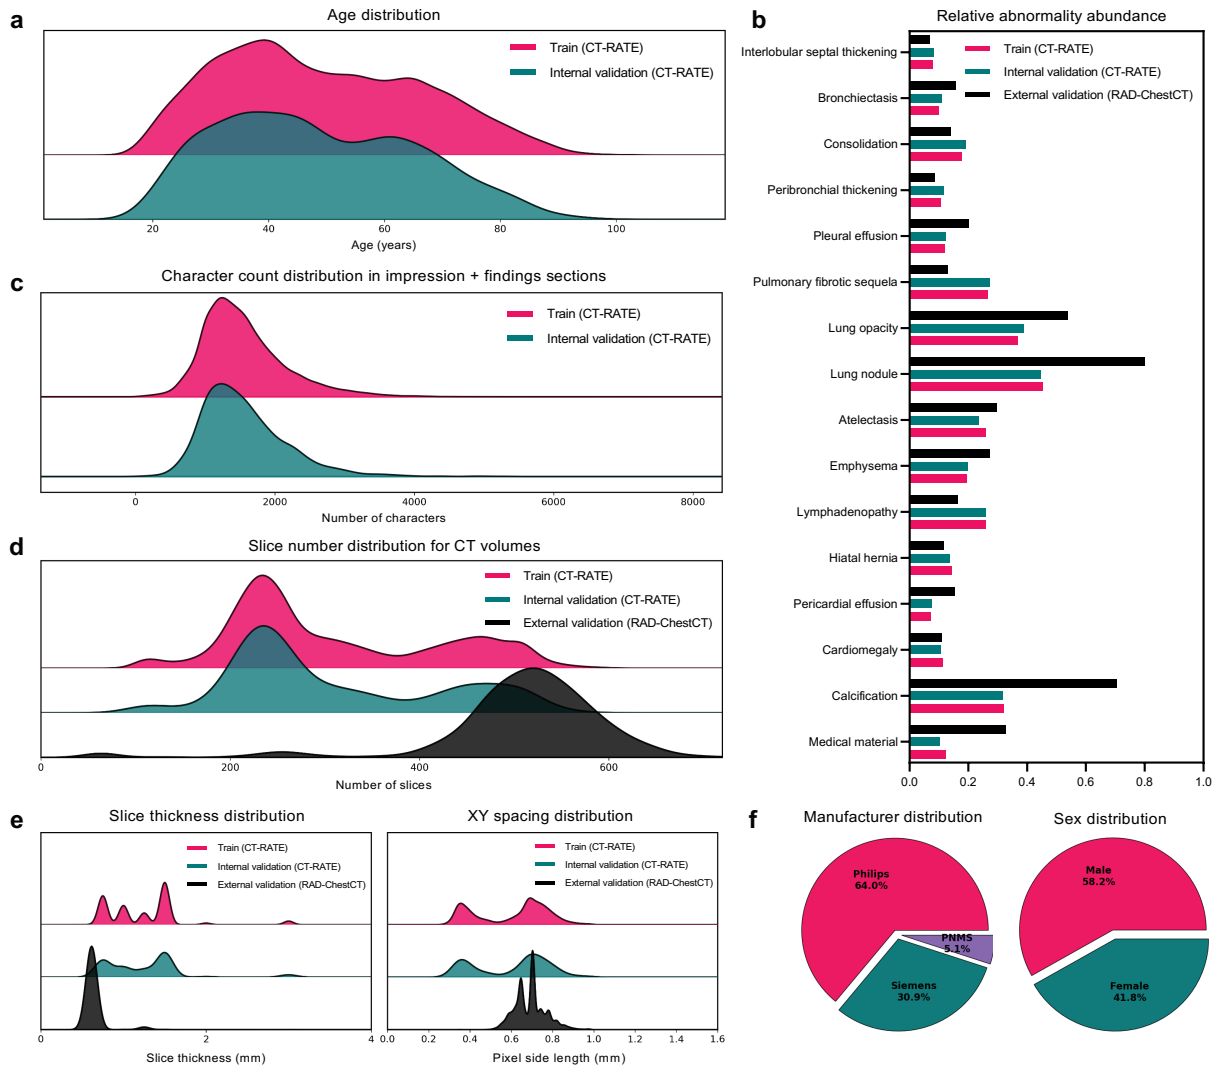 a
Age distribution
Train (CT-RATE)
Internal validation (CT-RATE)
20
40
60
80
100
Age (years)
b
Relative abnormality abundance
Train (CT-RATE)
Internal validation (CT-RATE)
External validation (RAD-ChestCT)
Interlobular septal thickening
Bronchiectasis
Consolidation
Peribronchial thickening
Pleural effusion
Pulmonary fibrotic sequela
Lung opacity
Lung nodule
Atelectasis
Emphysema
Lymphadenopathy
Hiatal hernia
Pericardial effusion
Cardiomegaly
Calcification
Medical material
0.0
0.2
0.4
0.6
0.8
1.0
c
Character count distribution in impression + findings sections
Train (CT-RATE)
Internal validation (CT-RATE)
0
2000
4000
6000
8000
Number of characters
d
Slice number distribution for CT volumes
Train (CT-RATE)
Internal validation (CT-RATE)
External validation (RAD-ChestCT)
0
200
400
600
Number of slices
e
Slice thickness distribution
Train (CT-RATE)
Internal validation (CT-RATE)
External validation (RAD-ChestCT)
0
2
4
Slice thickness (mm)
XY spacing distribution
Train (CT-RATE)
Internal validation (CT-RATE)
External validation (RAD-ChestCT)
0.0
0.2
0.4
0.6
0.8
1.0
1.2
1.4
1.6
Pixel side length (mm)
f
Manufacturer distribution
Philips
64.0%
PNMS
5.1%
Siemens
30.9%
Sex distribution
Male
58.2%
Female
41.8%